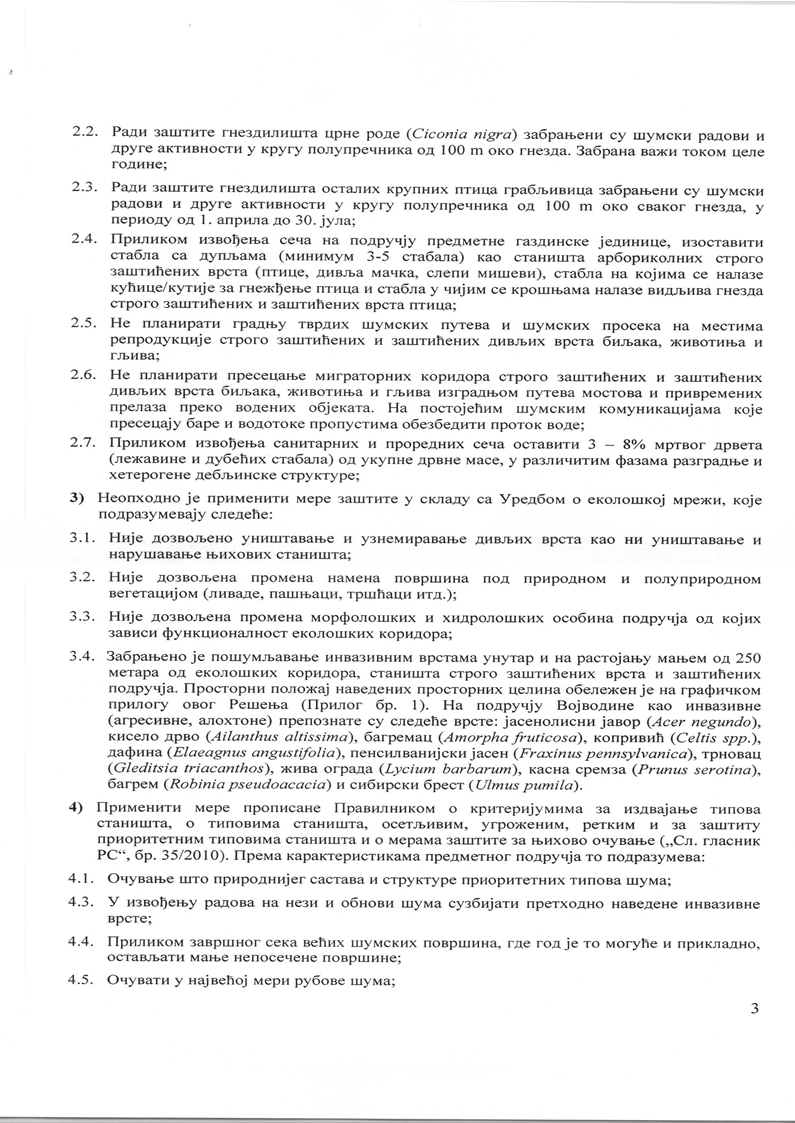 2.2. Ради заштите гнездилишта црне роде (Ciconia nigra) забрањени су шумски радови и
друге активности у кругу полупречника од 100 m око гнезда. Забрана важи током целе
године;
2.3. Ради заштите гнездилишта осталих крупних птица грабљивица забрањени су шумски
радови и друге активности у кругу полупречника од 100 m око сваког гнезда, у
периоду од 1. априла до 30. јула;
2.4. Приликом извођења сеча на подручју предметне газдинске јединице, изоставити
стабла са дупљама (минимум 3-5 стабала) као станишта арбориколних строго
заштићених врста (птице, дивља мачка, слепи мишеви), стабла на којима се налазе
кућице/кутије за гнежђење птица и стабла у чијим се крошњама налазе видљива гнезда
строго заштићених и заштићених врста птица;
2.5. Не планирати градњу тврдих шумских путева и шумских просека на местима
репродукције строго заштићених и заштићених дивљих врста биљака, животиња и
гљива;
2.6. Не планирати пресецање миграторних коридора строго заштићених и заштићених
дивљих врста биљака, животиња и гљива изградњом путева мостова и привремених
прелаза преко водених објеката. На постојећим шумским комуникацијама које
пресецају баре и водотоке пропустима обезбедити проток воде;
2.7. Приликом извођења санитарних и проредних сеча оставити 3 – 8% мртвог дрвета
(лежавине и дубећих стабала) од укупне дрвне масе, у различитим фазама разградње и
хетерогене дебљинске структуре;
3) Неопходно је применити мере заштите у складу са Уредбом о еколошкој мрежи, које
подразумевају следеће:
3.1. Није дозвољено уништавање и узнемиравање дивљих врста као ни уништавање и
нарушавање њихових станишта;
3.2. Није дозвољена промена намена површина под природном и полуприродном
вегетацијом (ливаде, пашњаци, тршћаци итд.);
3.3. Није дозвољена промена морфолошких и хидролошких особина подручја од којих
зависи функционалност еколошких коридора;
3.4. Забрањено је пошумљавање инвазивним врстама унутар и на растојању мањем од 250
метара од еколошких коридора, станишта строго заштићених врста и заштићених
подручја. Просторни положај наведених просторних целина обележен је на графичком
прилогу овог Решења (Прилог бр. 1). На подручју Војводине као инвазивне
(агресивне, алохтоне) препознате су следеће врсте: јасенолисни јавор (Acer negundo),
кисело дрво (Ailanthus altissima), багремац (Amorpha fruticosa), копривић (Celtis spp.),
дафина (Elaeagnus angustifolia), пенсилванијски јасен (Fraxinus pennsylvanica), трновац
(Gleditsia triacanthos), жива ограда (Lycium barbarum), касна сремза (Prunus serotina),
багрем (Robinia pseudoacacia) и сибирски брест (Ulmus pumila).
4) Применити мере прописане Правилником о критеријумима за издвајање типова
станишта, о типовима станишта, осетљивим, угроженим, ретким и за заштиту
приоритетним типовима станишта и о мерама заштите за њихово очување („Сл. гласник
РС“, бр. 35/2010). Према карактеристикама предметног подручја то подразумева:
4.1. Очување што природнијег састава и структуре приоритетних типова шума;
4.3. У извођењу радова на нези и обнови шума сузбијати претходно наведене инвазивне
врсте;
4.4. Приликом завршног сека већих шумских површина, где год је то могуће и прикладно,
остављати мање непосечене површине;
4.5. Очувати у највећој мери рубове шума;
3